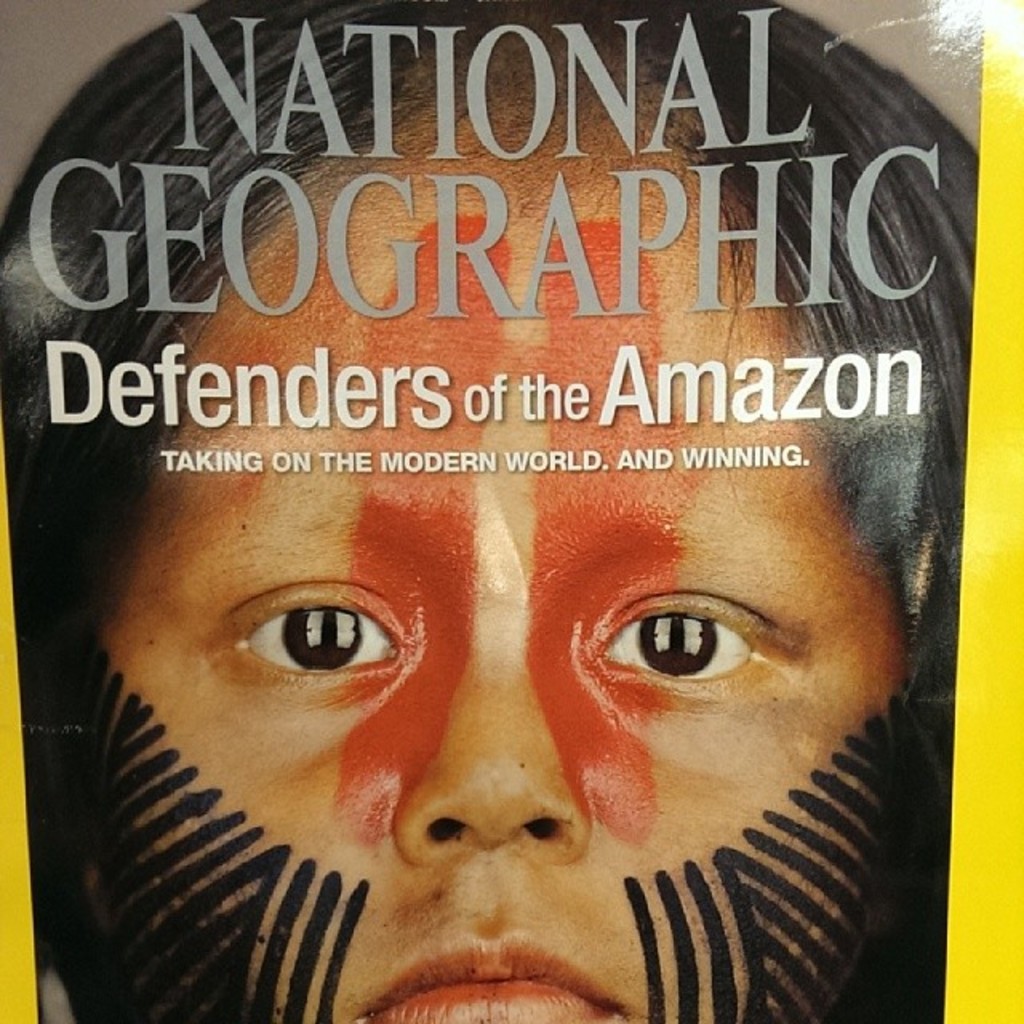 NATIONAL
GEOGRAPHIC
Defenders of the Amazon
TAKING ON THE MODERN WORLD. AND WINNING.